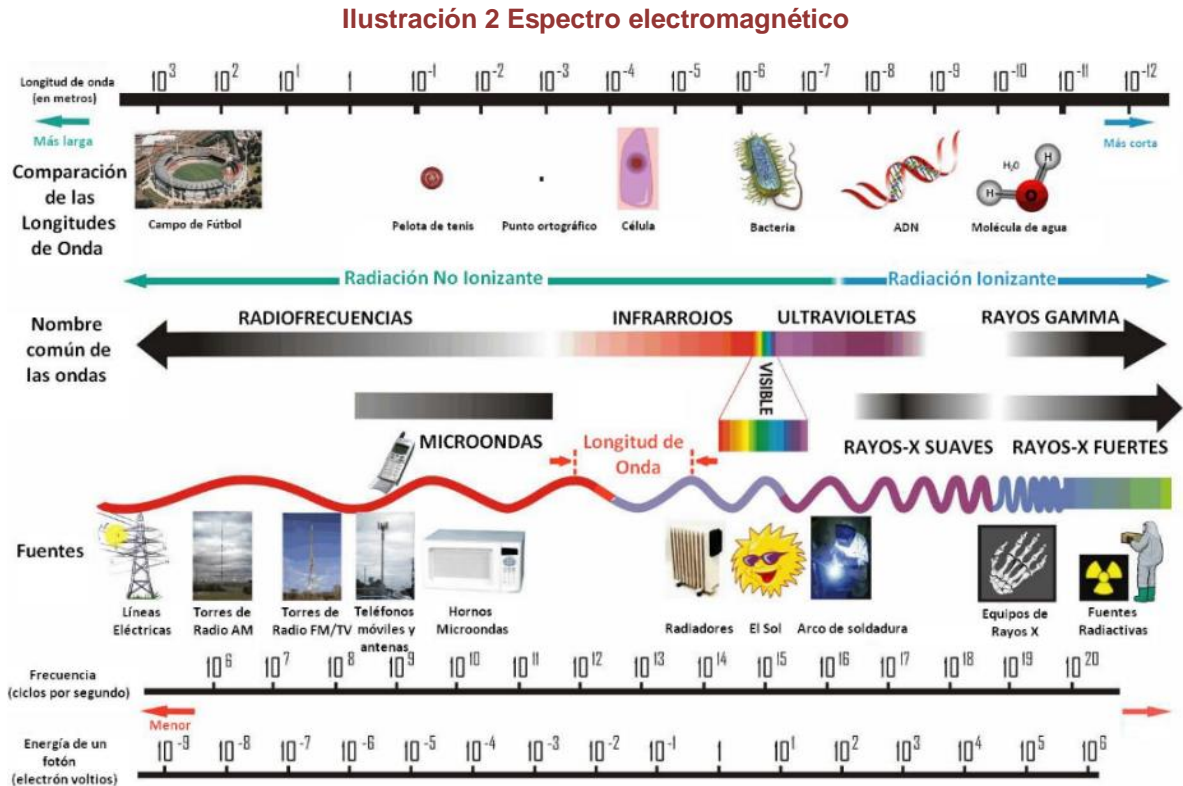 Ilustración 2 Espectro electromagnético
Longitud de onda
(en metros)
10³ 10² 10¹ 1 10⁻¹ 10⁻² 10⁻³ 10⁻⁴ 10⁻⁵ 10⁻⁶ 10⁻⁷ 10⁻⁸ 10⁻⁹ 10⁻¹⁰ 10⁻¹¹ 10⁻¹²
Más larga
Más corta
Comparación
de las
Longitudes
de Onda
H₂O
H
H
O
Campo de Fútbol
Pelota de tenis
Punto ortográfico
Célula
Bacteria
ADN
Molécula de agua
Radiación No Ionizante
Radiación Ionizante
Nombre
común de
las ondas
RADIOFRECUENCIAS
INFRARROJOS
ULTRAVIOLETAS
RAYOS GAMMA
VISIBLE
MICROONDAS
Longitud de
Onda
RAYOS-X SUAVES
RAYOS-X FUERTES
Fuentes
Líneas
Eléctricas
Torres de
Radio AM
Torres de
Radio FM/TV
Teléfonos
móviles y
antenas
Hornos
Microondas
Radiadores
El Sol
Arco de soldadura
Equipos de
Rayos X
Fuentes
Radiactivas
Frecuencia
(ciclos por segundo)
10⁶ 10⁷ 10⁸ 10⁹ 10¹⁰ 10¹¹ 10¹² 10¹³ 10¹⁴ 10¹⁵ 10¹⁶ 10¹⁷ 10¹⁸ 10¹⁹ 10²⁰
Menor
Energía de un
fotón
(electrón voltios)
10⁻⁹ 10⁻⁸ 10⁻⁷ 10⁻⁶ 10⁻⁵ 10⁻⁴ 10⁻³ 10⁻² 10⁻¹ 1 10¹ 10² 10³ 10⁴ 10⁵ 10⁶